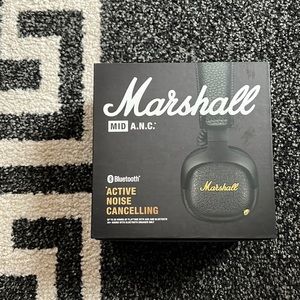 Marshall
MID A.N.C.
Bluetooth®
ACTIVE
NOISE
CANCELLING
Marshall